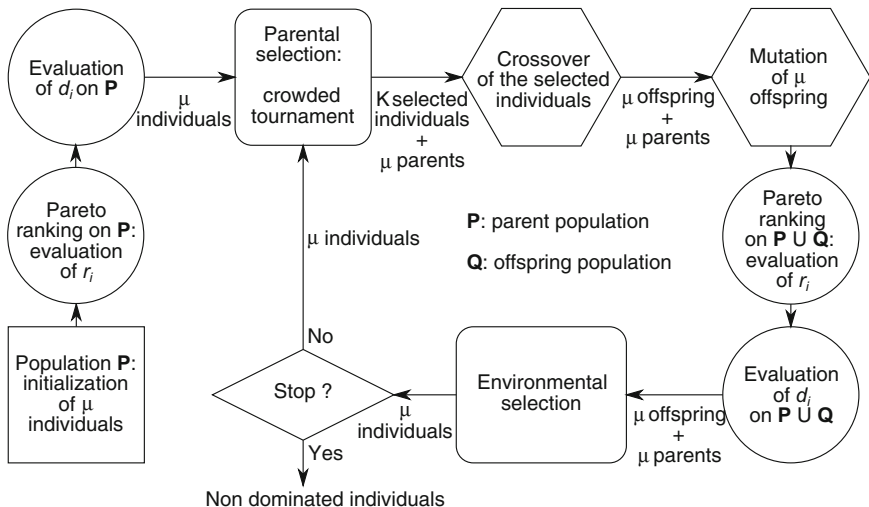 Evaluation
of di on P
μ
individuals
Parental
selection:
crowded
tournament
K selected
individuals
+
μ parents
Crossover
of the selected
individuals
μ offspring
+
μ parents
Mutation
of μ
offspring
Pareto
ranking on P:
evaluation
of ri
μ individuals
P: parent population
Q: offspring population
Pareto
ranking
on P U Q:
evaluation
of ri
Population P:
initialization
of μ
individuals
No
Stop ?
Yes
Non dominated individuals
μ
individuals
Environmental
selection
μ offspring
+
μ parents
Evaluation
of di
on P U Q